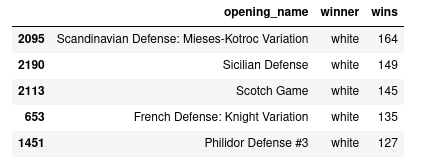 opening_name winner wins
2095 Scandinavian Defense: Mieses-Kotroc Variation white 164
2190 Sicilian Defense white 149
2113 Scotch Game white 145
653 French Defense: Knight Variation white 135
1451 Philidor Defense #3 white 127